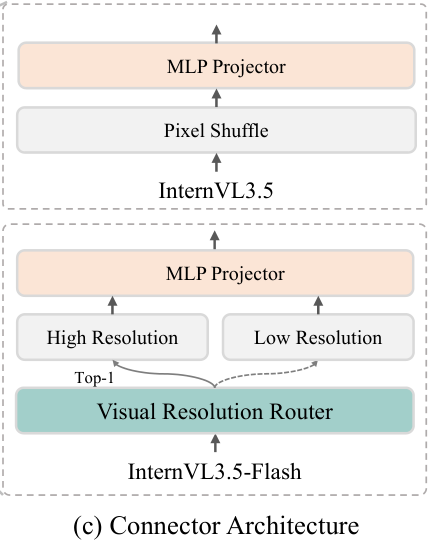 MLP Projector
Pixel Shuffle
InternVL3.5
MLP Projector
High Resolution
Low Resolution
Top-1
Visual Resolution Router
InternVL3.5-Flash
(c) Connector Architecture